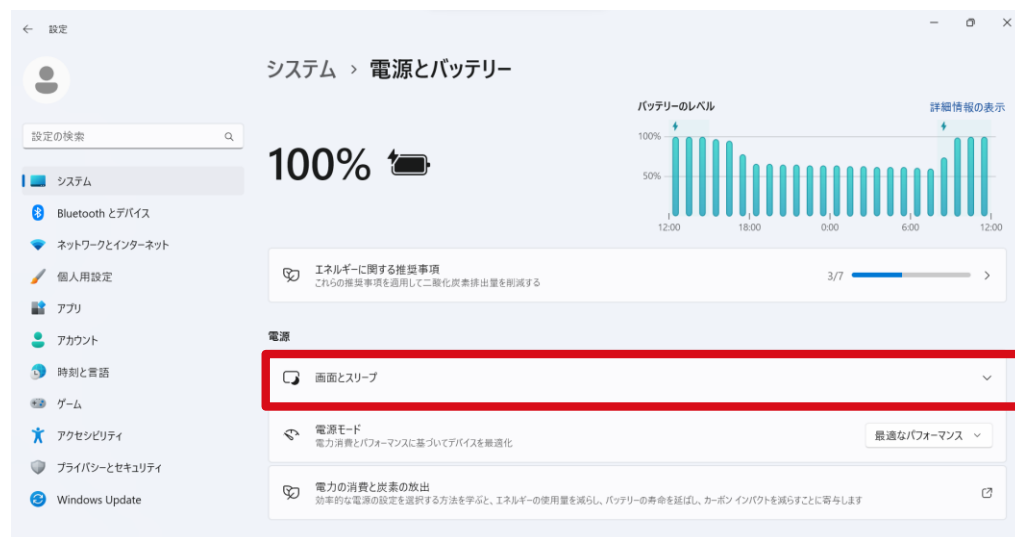 ← 設定
システム › 電源とバッテリー
バッテリーのレベル 詳細情報の表示
設定の検索
100%
100%
50%
12:00 18:00 0:00 6:00 12:00
システム
Bluetooth とデバイス
ネットワークとインターネット
個人用設定
アプリ
アカウント
時刻と言語
ゲーム
アクセシビリティ
プライバシーとセキュリティ
Windows Update
エネルギーに関する推奨事項
これらの推奨事項を適用して二酸化炭素排出量を削減する
3/7
電源
画面とスリープ
電源モード
電力消費とパフォーマンスに基づいてデバイスを最適化
最適なパフォーマンス
電力の消費と炭素の放出
効率的な電源の設定を選択する方法を学ぶと、エネルギーの使用量を減らし、バッテリーの寿命を延ばし、カーボン インパクトを減らすことに寄与します